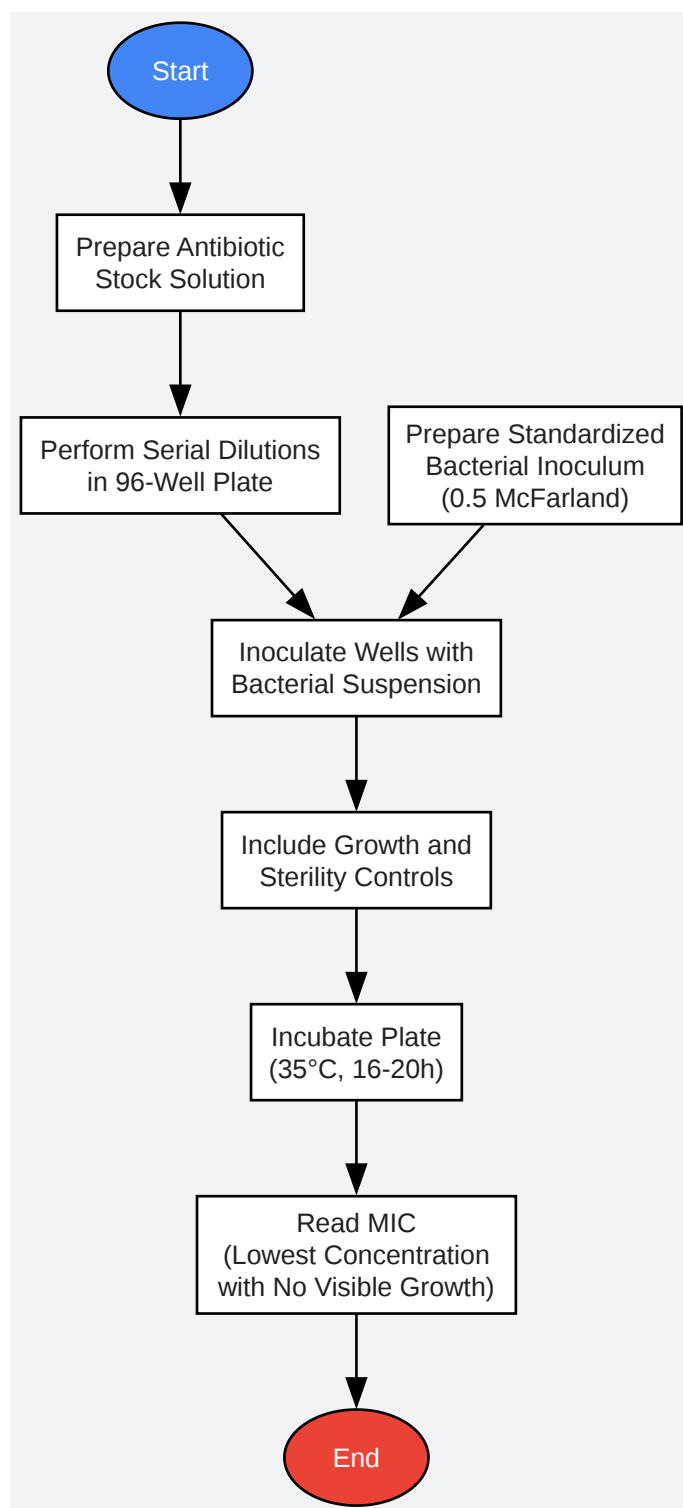 Start
Prepare Antibiotic
Stock Solution
Perform Serial Dilutions
in 96-Well Plate
Prepare Standardized
Bacterial Inoculum
(0.5 McFarland)
Inoculate Wells with
Bacterial Suspension
Include Growth and
Sterility Controls
Incubate Plate
(35°C, 16-20h)
Read MIC
(Lowest Concentration
with No Visible Growth)
End